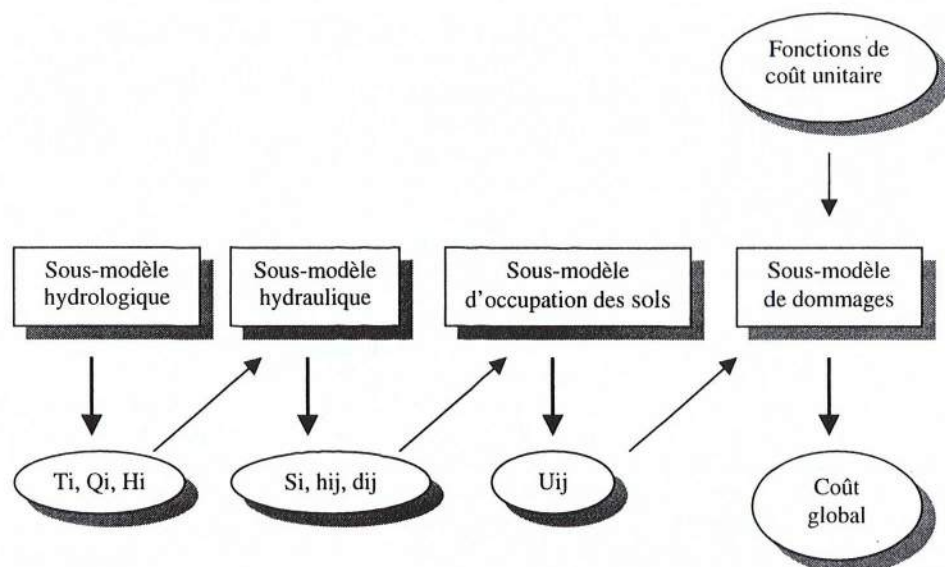 Fonctions de
coût unitaire
Sous-modèle
hydrologique
Sous-modèle
hydraulique
Sous-modèle
d'occupation des sols
Sous-modèle
de dommages
Ti, Qi, Hi
Si, hij, dij
Uij
Coût
global